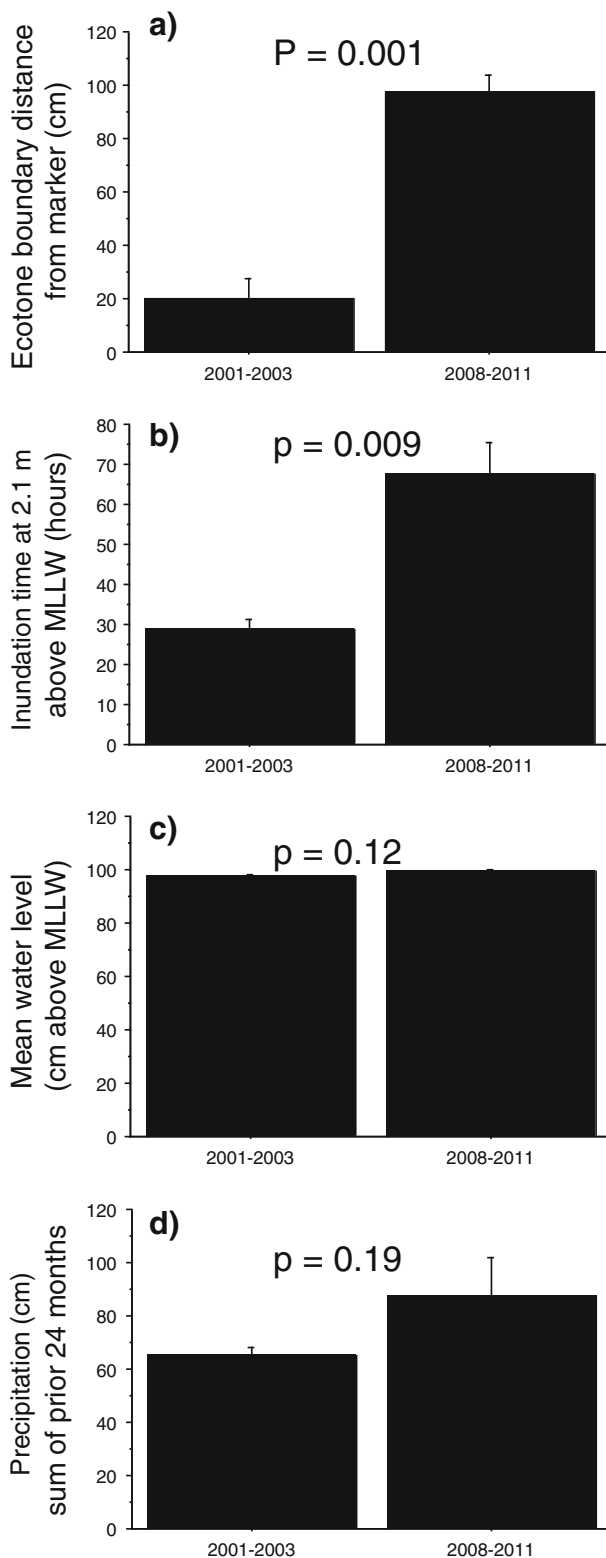 a)
P = 0.001
Ecotone boundary distance
from marker (cm)
120
100
80
60
40
20
0
2001-2003
2008-2011
b)
p = 0.009
Inundation time at 2.1 m
above MLLW (hours)
80
70
60
50
40
30
20
10
0
2001-2003
2008-2011
c)
p = 0.12
Mean water level
(cm above MLLW)
120
100
80
60
40
20
0
2001-2003
2008-2011
d)
p = 0.19
Precipitation (cm)
sum of prior 24 months
120
100
80
60
40
20
0
2001-2003
2008-2011